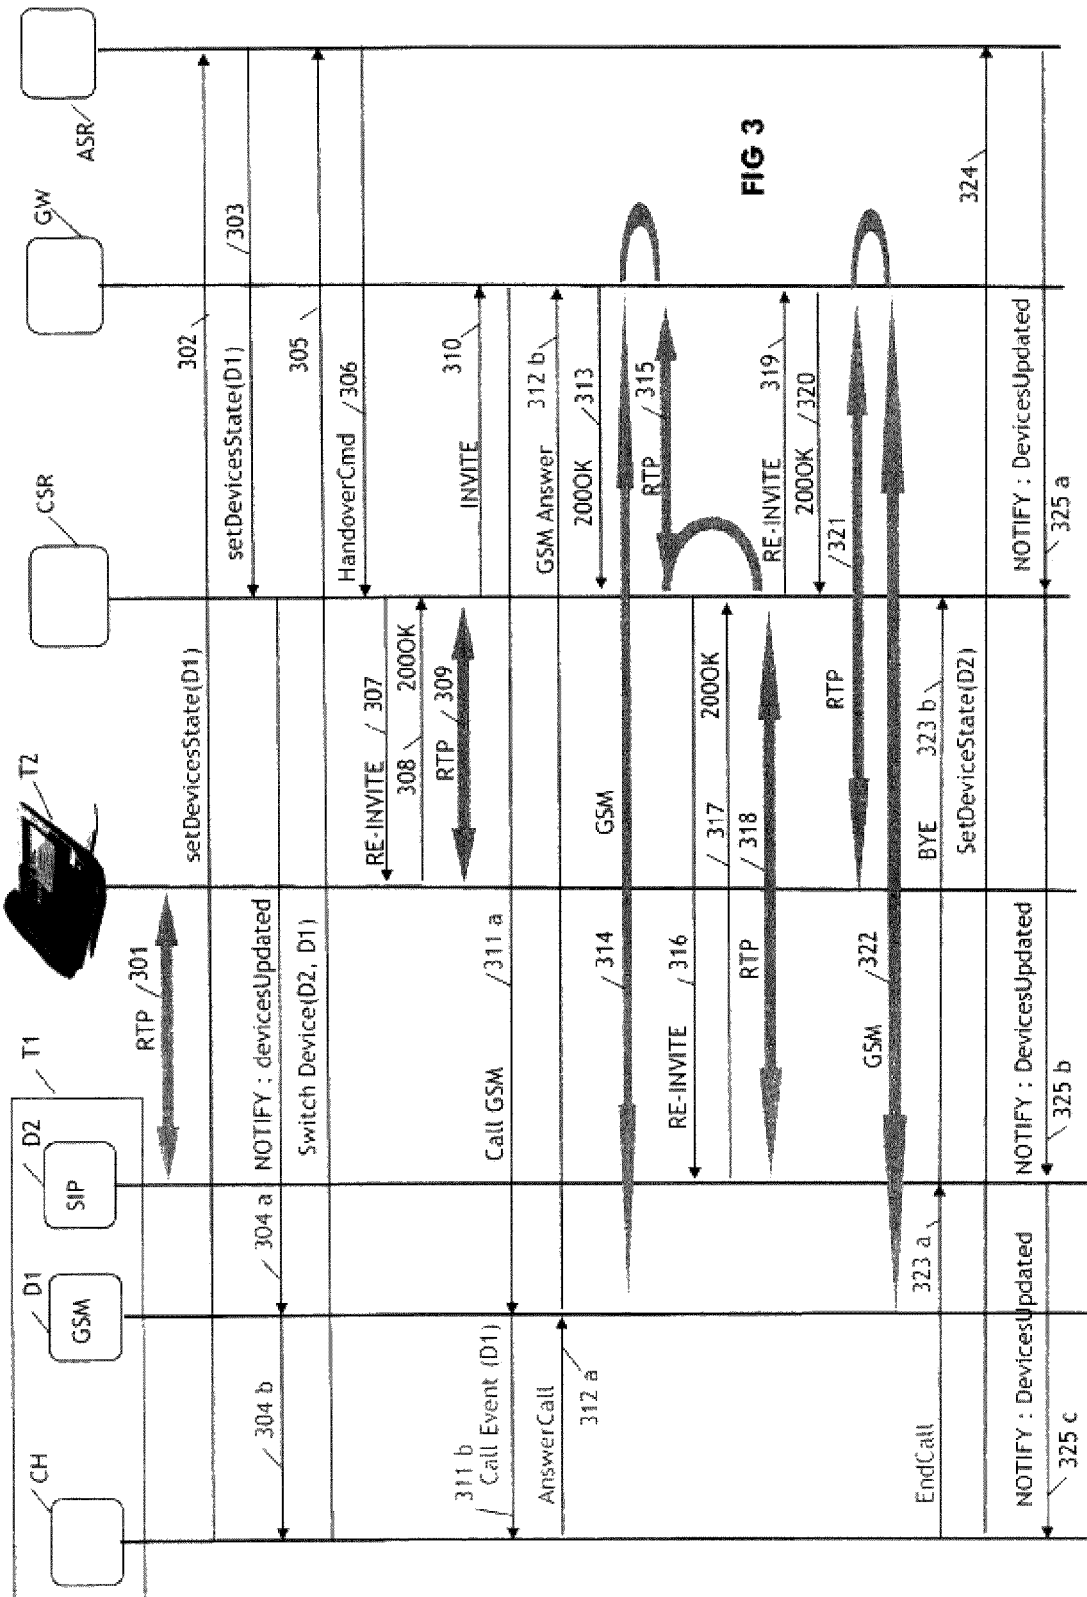 CH
D1
GSM
D2
SIP
T1
T2
CSR
GW
ASR
RTP
301
setDevicesState(D1)
302
setDevicesState(D1)
303
304 b
304 a
NOTIFY : devicesUpdated
Switch Device(D2, D1)
305
HandoverCmd
306
RE-INVITE
307
308
200OK
RTP
309
INVITE
310
311 b
Call Event (D1)
Call GSM
311 a
AnswerCall
312 a
GSM Answer
312 b
200OK
313
GSM
314
RTP
315
FIG 3
RE-INVITE
316
317
200OK
RTP
318
RE-INVITE
319
200OK
320
RTP
321
GSM
322
EndCall
323 a
BYE
323 b
SetDeviceState(D2)
324
NOTIFY : DevicesUpdated
325 c
NOTIFY : DevicesUpdated
325 b
NOTIFY : DevicesUpdated
325 a